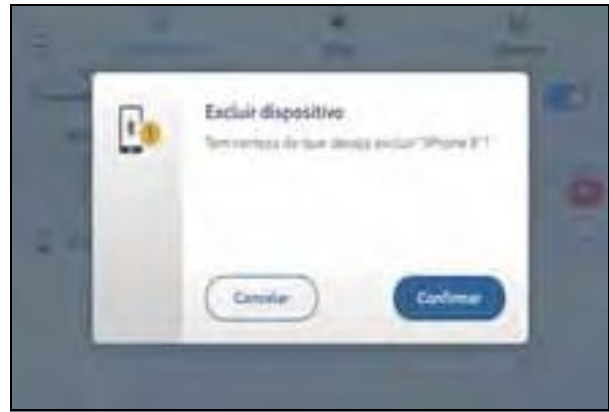 Excluir dispositivo
Tem certeza de que deseja excluir "iPhone 8"?
Cancelar
Confirmar